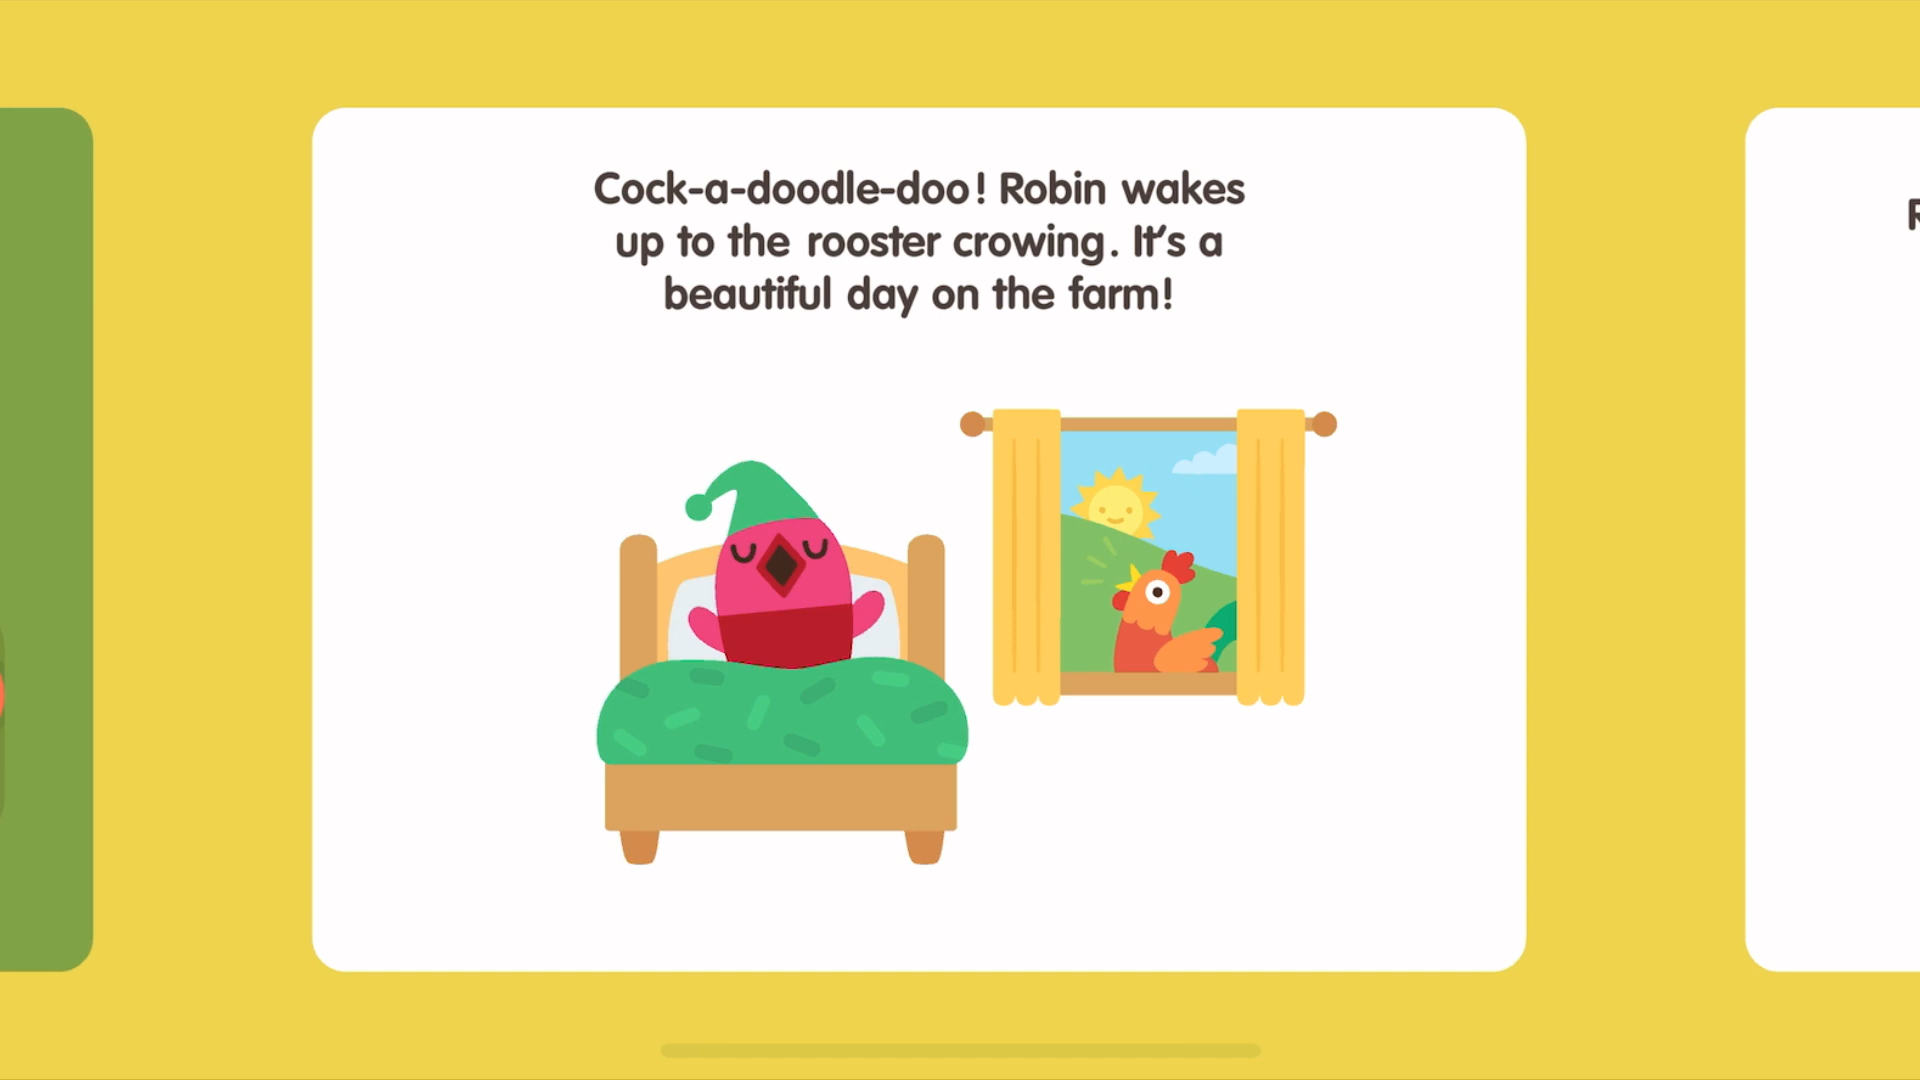 Cock-a-doodle-doo! Robin wakes
up to the rooster crowing. It's a
beautiful day on the farm!